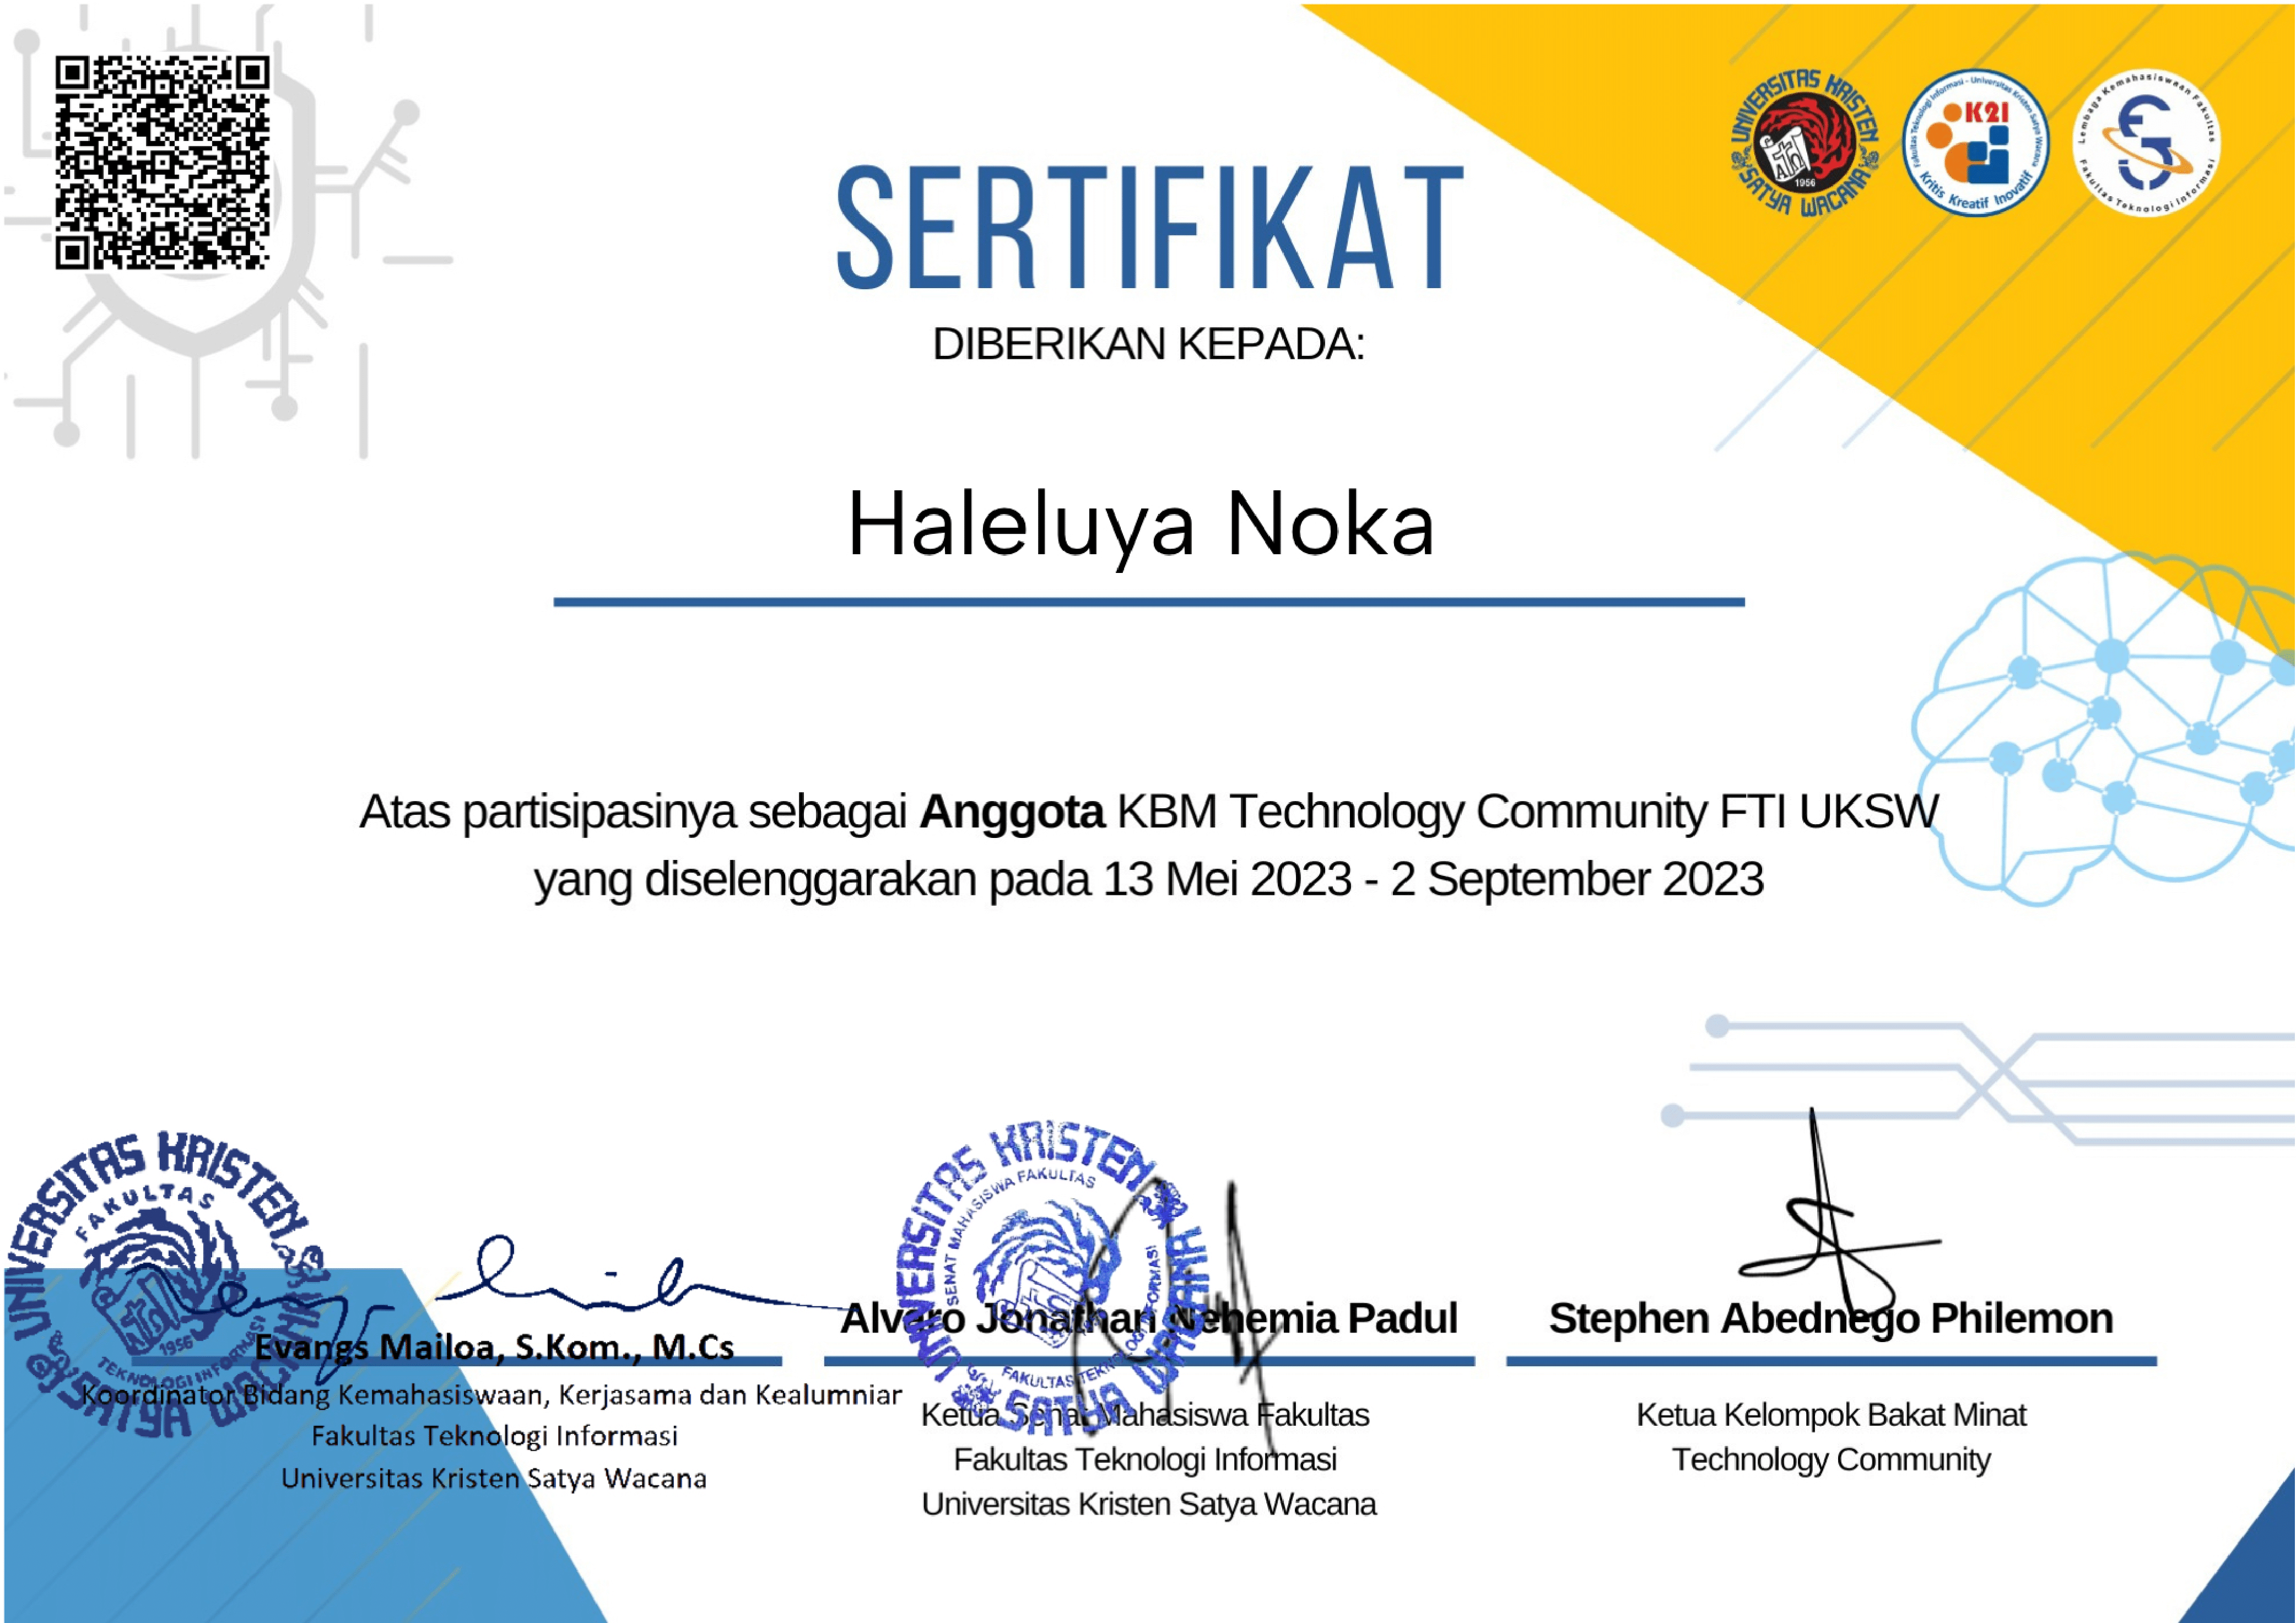 UNIVERSITAS KRISTEN
SATYA WACANA
1956
Fakultas Teknologi Informasi - Universitas Kristen Satya Wacana
K2I
Kritis Kreatif Inovatif
Lembaga Kemahasiswaan Fakultas
Fakultas Teknologi Informasi
SERTIFIKAT
DIBERIKAN KEPADA:
Haleluya Noka
Atas partisipasinya sebagai Anggota KBM Technology Community FTI UKSW
yang diselenggarakan pada 13 Mei 2023 - 2 September 2023
UNIVERSITAS KRISTEN
SATYA WACANA
FAKULTAS
TEKNOLOGI INFORMASI
1956
Evangs Mailoa, S.Kom., M.Cs
Koordinator Bidang Kemahasiswaan, Kerjasama dan Kealumniar
Fakultas Teknologi Informasi
Universitas Kristen Satya Wacana
UNIVERSITAS KRISTEN
SATYA WACANA
SENAT MAHASISWA FAKULTAS
FAKULTAS TEKNOLOGI INFORMASI
Alvaro Jonathan Nehemia Padul
Ketua Senat Mahasiswa Fakultas
Fakultas Teknologi Informasi
Universitas Kristen Satya Wacana
Stephen Abednego Philemon
Ketua Kelompok Bakat Minat
Technology Community